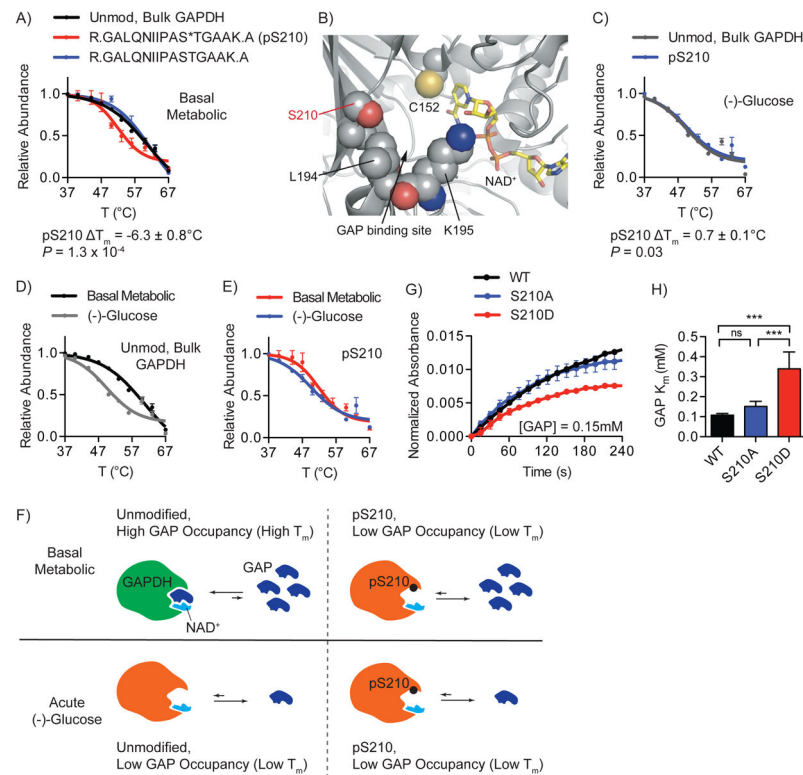 A)
Unmod, Bulk GAPDH
R.GALQNIIPAS*TGAAK.A (pS210)
R.GALQNIIPASTGAAK.A
Relative Abundance
1.0
0.5
0.0
Basal
Metabolic
37 47 57 67
T (°C)
pS210 ΔTm = -6.3 ± 0.8°C
P = 1.3 x 10-4
B)
S210
C152
L194
NAD+
GAP binding site
K195
C)
Unmod, Bulk GAPDH
pS210
Relative Abundance
1.0
0.5
0.0
(-)-Glucose
37 47 57 67
T (°C)
pS210 ΔTm = 0.7 ± 0.1°C
P = 0.03
D)
Basal Metabolic
(-)-Glucose
Relative Abundance
1.0
0.5
0.0
Unmod, Bulk
GAPDH
37 47 57 67
T (°C)
E)
Basal Metabolic
(-)-Glucose
Relative Abundance
1.0
0.5
0.0
pS210
37 47 57 67
T (°C)
G)
WT
S210A
S210D
Normalized Absorbance
0.015
0.010
0.005
0.000
[GAP] = 0.15mM
0 60 120 180 240
Time (s)
H)
GAP Km (mM)
0.6
0.5
0.4
0.3
0.2
0.1
0.0
***
ns
***
WT
S210A
S210D
F)
Unmodified,
High GAP Occupancy (High Tm)
pS210,
Low GAP Occupancy (Low Tm)
Basal
Metabolic
GAPDH
GAP
NAD+
pS210
Acute
(-)-Glucose
pS210
Unmodified,
Low GAP Occupancy (Low Tm)
pS210,
Low GAP Occupancy (Low Tm)